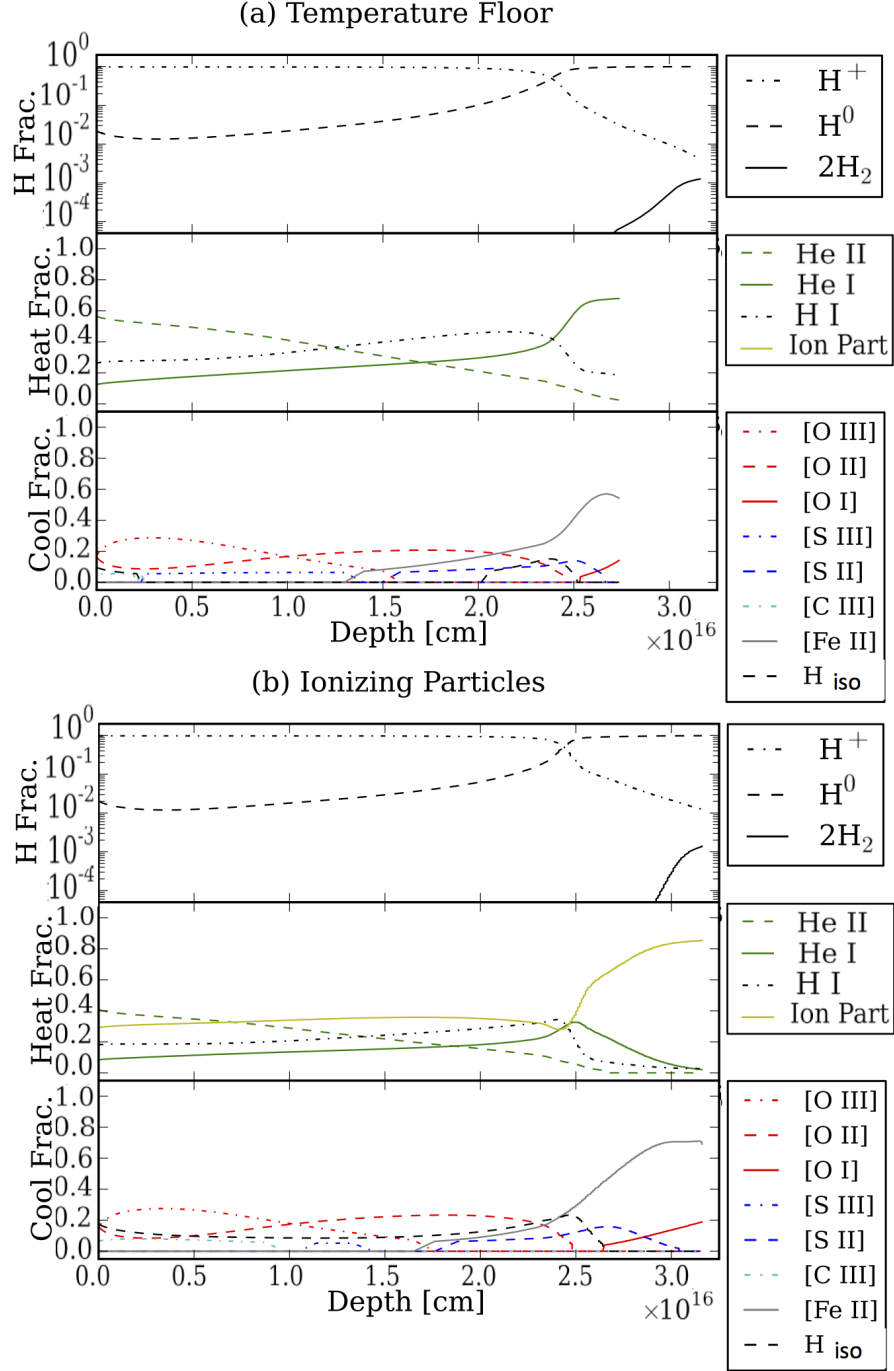 (a) Temperature Floor
H Frac.
10^0
10^-1
10^-2
10^-3
10^-4
H^+
H^0
2H_2
Heat Frac.
1.0
0.8
0.6
0.4
0.2
0.0
He II
He I
H I
Ion Part
Cool Frac.
1.0
0.8
0.6
0.4
0.2
0.0
0.0 0.5 1.0 1.5 2.0 2.5 3.0
Depth [cm]
×10^16
[O III]
[O II]
[O I]
[S III]
[S II]
[C III]
[Fe II]
H iso
(b) Ionizing Particles
H Frac.
10^0
10^-1
10^-2
10^-3
10^-4
H^+
H^0
2H_2
Heat Frac.
1.0
0.8
0.6
0.4
0.2
0.0
He II
He I
H I
Ion Part
Cool Frac.
1.0
0.8
0.6
0.4
0.2
0.0
0.0 0.5 1.0 1.5 2.0 2.5 3.0
Depth [cm]
×10^16
[O III]
[O II]
[O I]
[S III]
[S II]
[C III]
[Fe II]
H iso